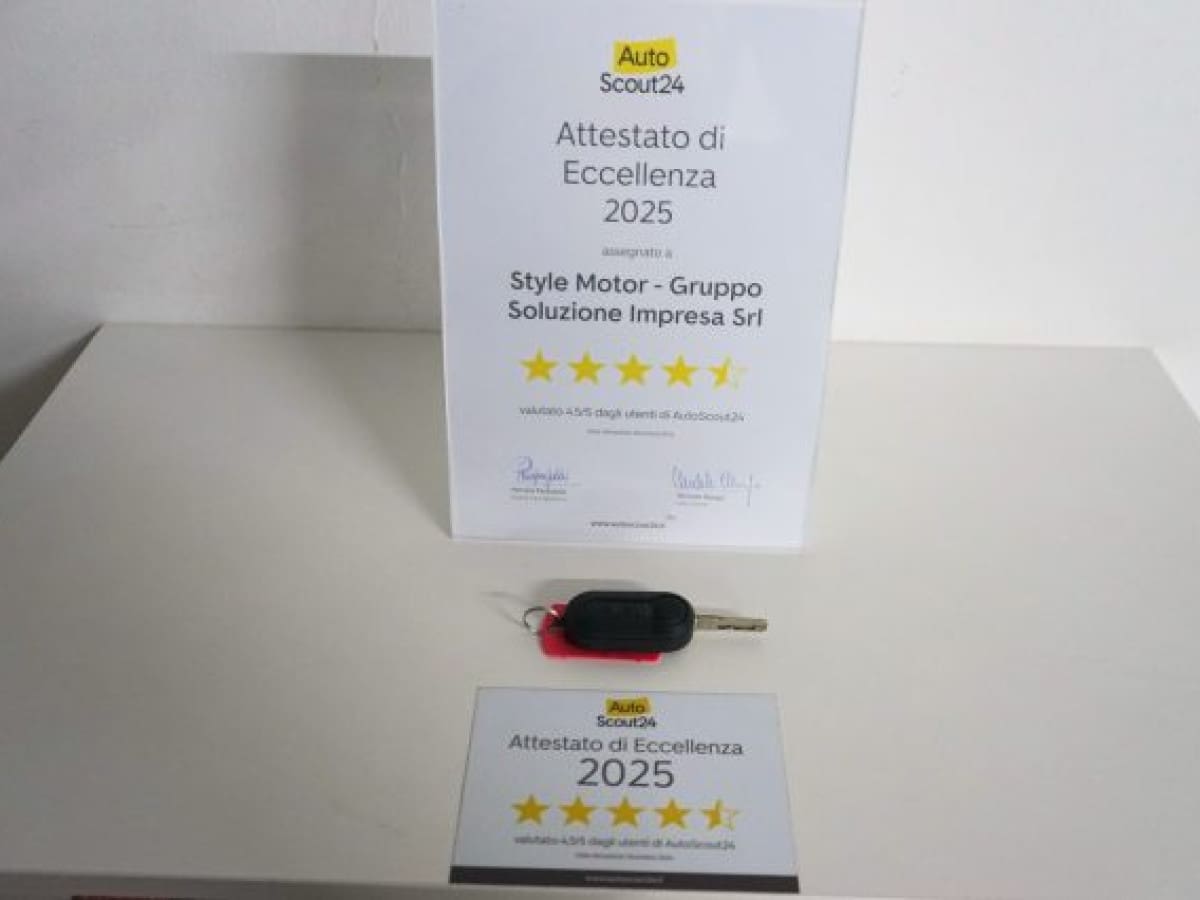 Auto
Scout24
Attestato di
Eccellenza
2025
assegnato a
Style Motor - Gruppo
Soluzione Impresa Srl
valutato 4.5/5 dagli utenti di AutoScout24
Auto
Scout24
Attestato di Eccellenza
2025
valutato 4.5/5 dagli utenti di AutoScout24